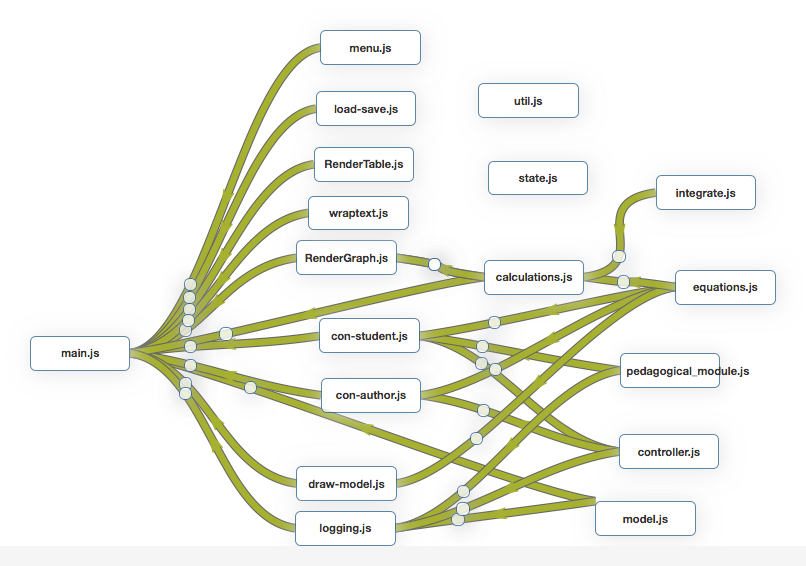 menu.js
util.js
load-save.js
RenderTable.js
state.js
integrate.js
wraptext.js
RenderGraph.js
calculations.js
equations.js
con-student.js
main.js
pedagogical_module.js
con-author.js
controller.js
draw-model.js
model.js
logging.js